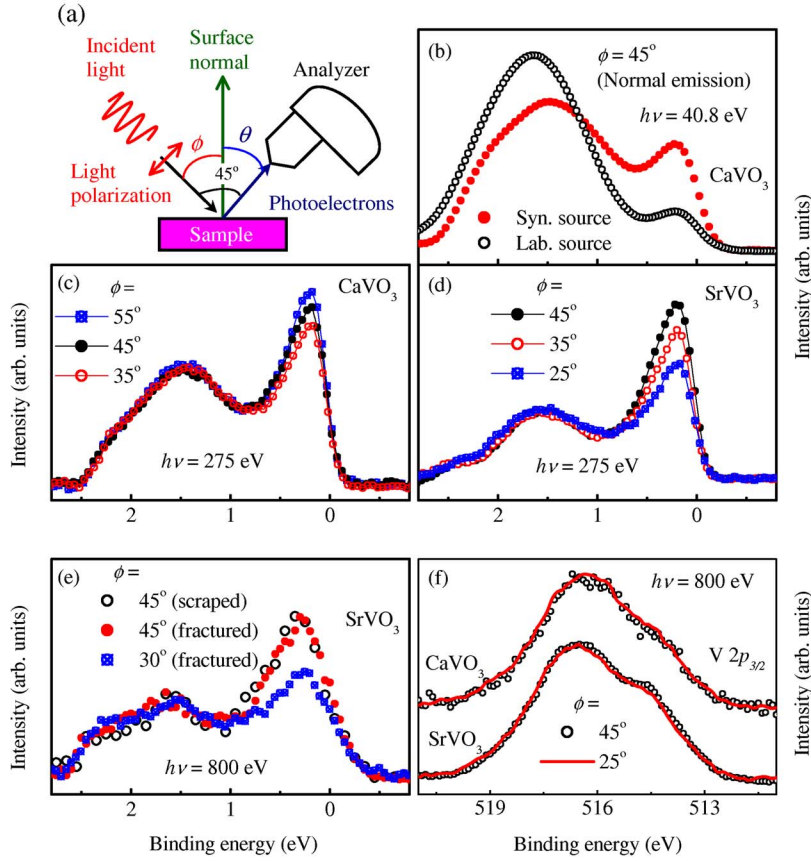 (a)
Incident
light
Surface
normal
Analyzer
ϕ
θ
Light
polarization
45°
Photoelectrons
Sample
(b)
ϕ = 45°
(Normal emission)
hν = 40.8 eV
CaVO₃
Syn. source
Lab. source
Intensity (arb. units)
(c)
ϕ =
CaVO₃
55°
45°
35°
hν = 275 eV
2 1 0
Intensity (arb. units)
(d)
ϕ =
SrVO₃
45°
35°
25°
hν = 275 eV
2 1 0
Intensity (arb. units)
(e)
ϕ =
45° (scraped)
SrVO₃
45° (fractured)
30° (fractured)
hν = 800 eV
2 1 0
Binding energy (eV)
Intensity (arb. units)
(f)
hν = 800 eV
CaVO₃
V 2p₃/₂
SrVO₃
ϕ =
45°
25°
519 516 513
Binding energy (eV)
Intensity (arb. units)